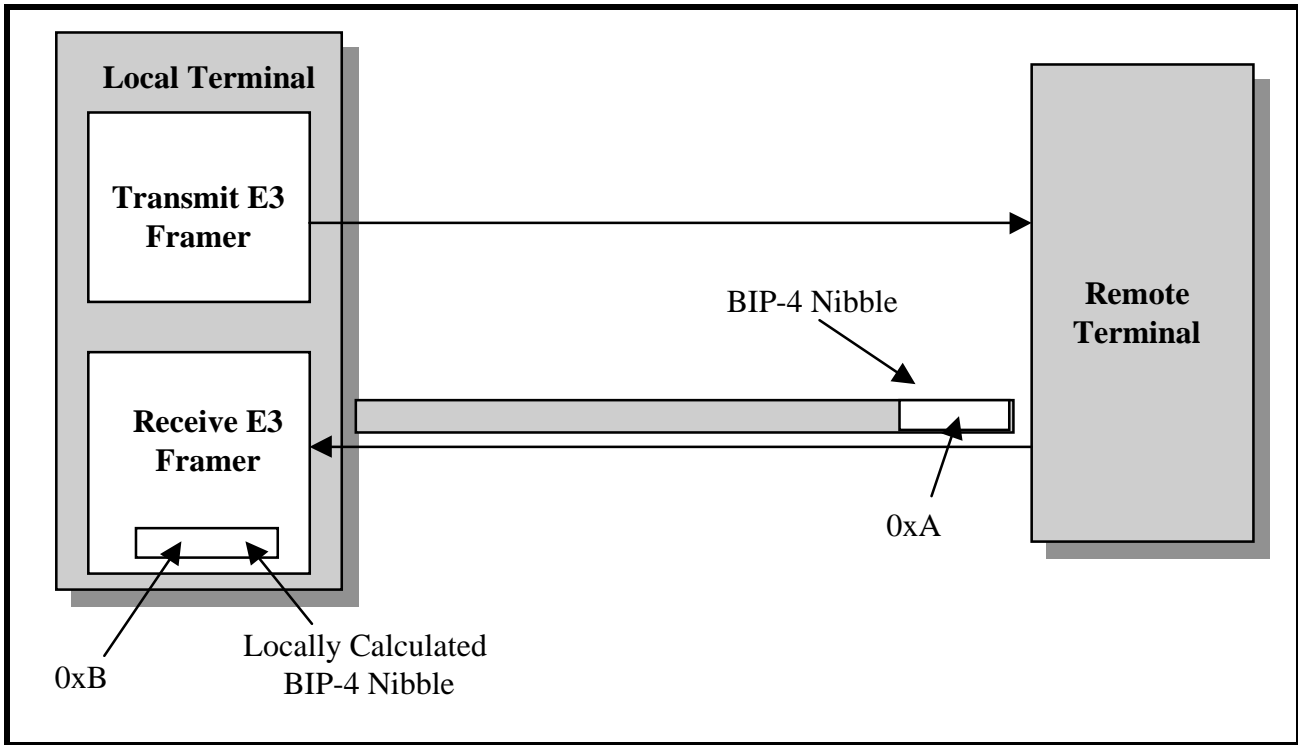 Local Terminal
Transmit E3
Framer
BIP-4 Nibble
Remote
Terminal
Receive E3
Framer
0xA
Locally Calculated
BIP-4 Nibble
0xB